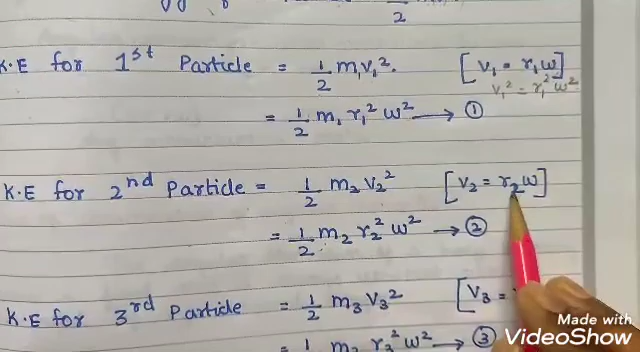 2
K.E for 1st Particle = 1/2 m₁v₁². [v₁ = r₁ω]
v₁² = r₁²ω²
= 1/2 m₁ r₁² ω² → ①
K.E for 2nd Particle = 1/2 m₂ v₂² [v₂ = r₂ω]
= 1/2 m₂ r₂² ω² → ②
K.E for 3rd Particle = 1/2 m₃ v₃² [v₃ =
= 1 m₃ r₃² ω² → ③
Made with
VideoShow